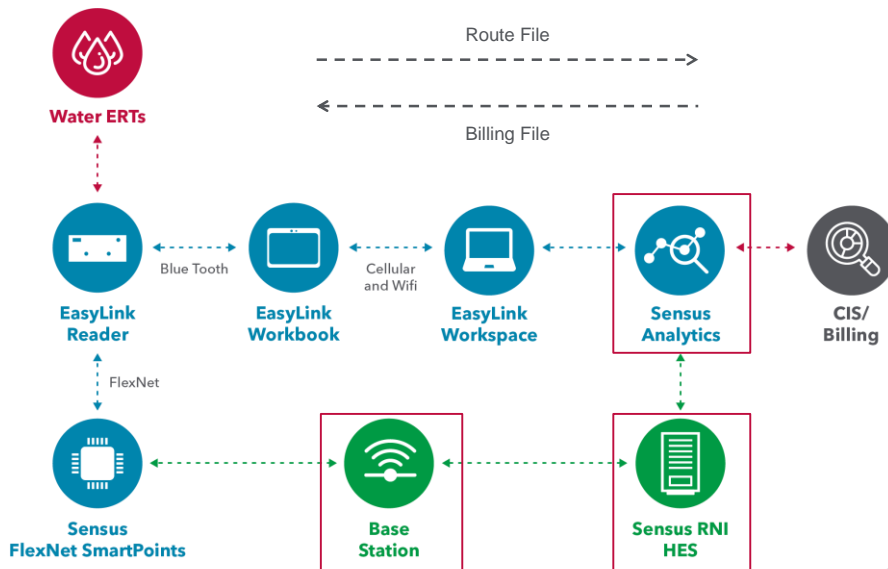 Route File
Billing File
Water ERTs
Blue Tooth
Cellular
and Wifi
EasyLink
Reader
EasyLink
Workbook
EasyLink
Workspace
Sensus
Analytics
CIS/
Billing
FlexNet
Sensus
FlexNet SmartPoints
Base
Station
Sensus RNI
HES